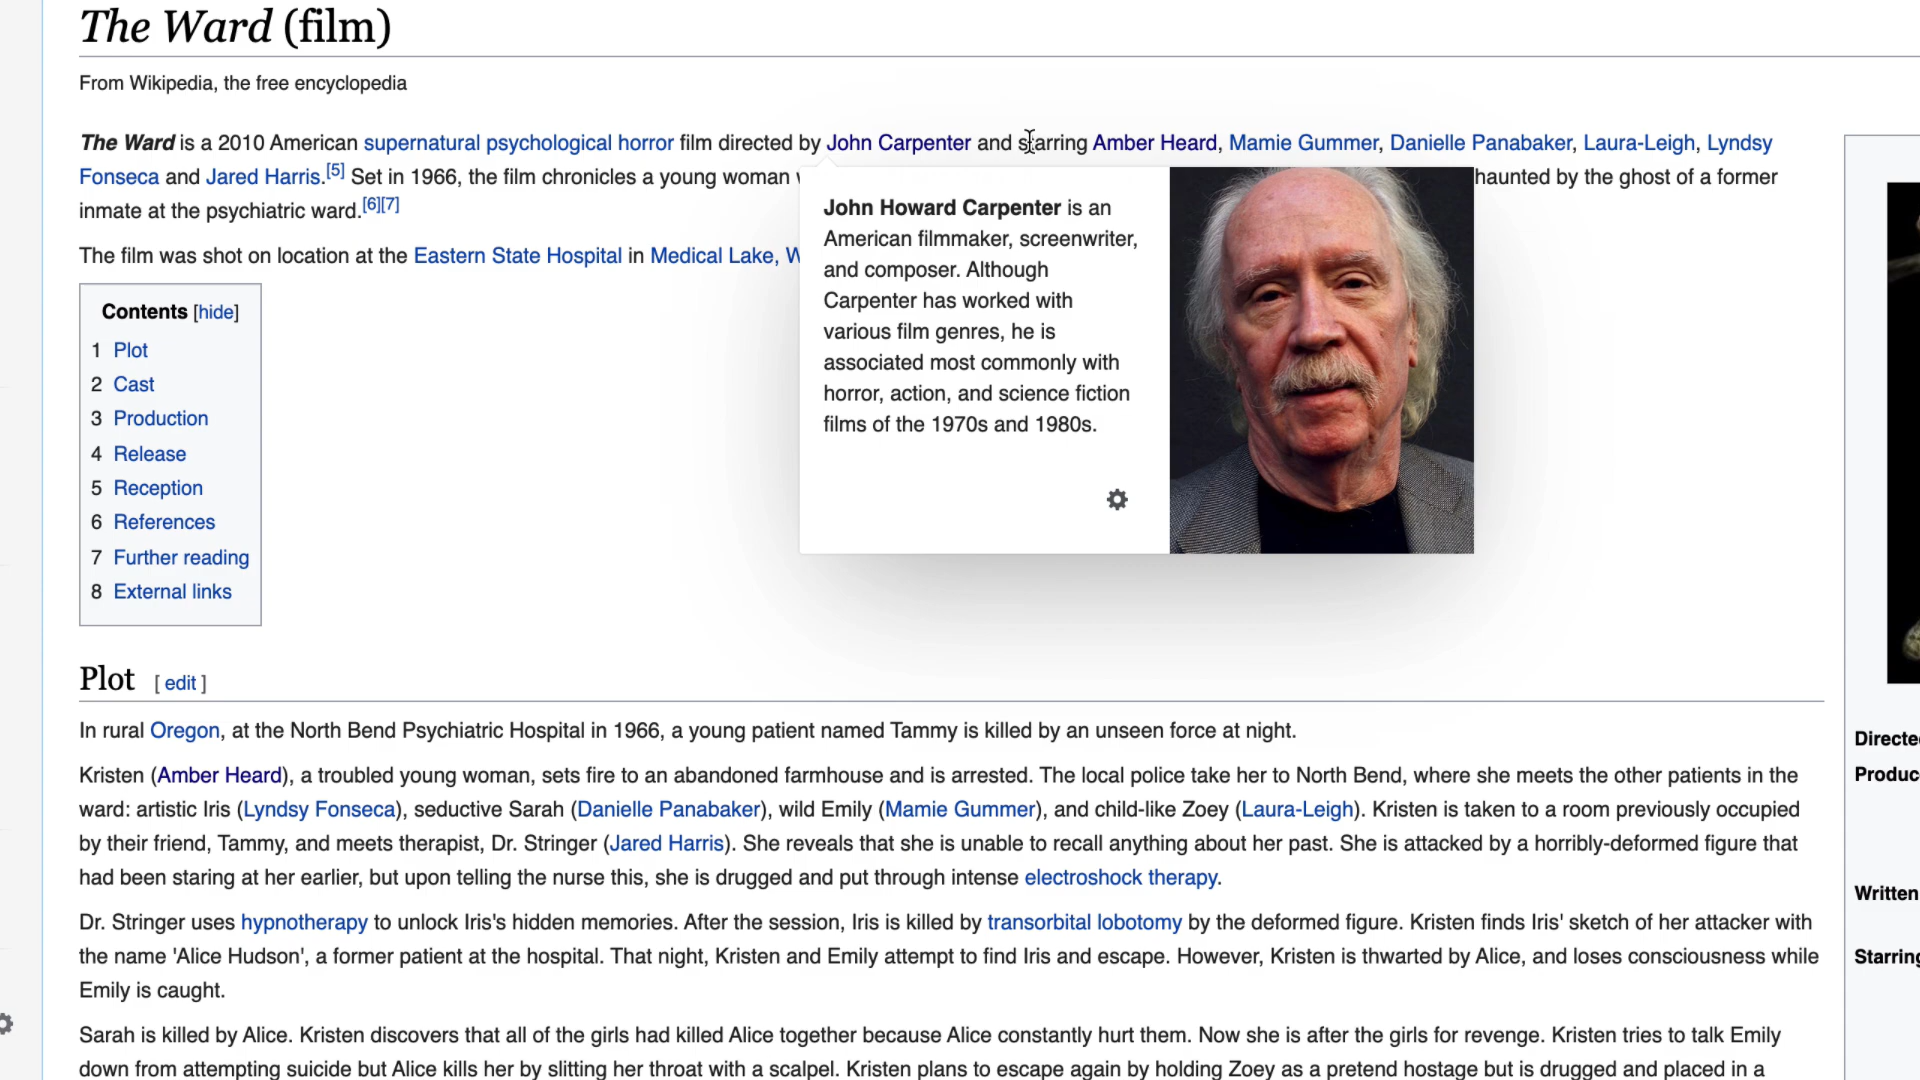 The Ward (film)
From Wikipedia, the free encyclopedia
The Ward is a 2010 American supernatural psychological horror film directed by John Carpenter and starring Amber Heard, Mamie Gummer, Danielle Panabaker, Laura-Leigh, Lyndsy
Fonseca and Jared Harris.[5] Set in 1966, the film chronicles a young woman haunted by the ghost of a former
inmate at the psychiatric ward.[6][7]
The film was shot on location at the Eastern State Hospital in Medical Lake, W
John Howard Carpenter is an
American filmmaker, screenwriter,
and composer. Although
Carpenter has worked with
various film genres, he is
associated most commonly with
horror, action, and science fiction
films of the 1970s and 1980s.
Contents [hide]
1 Plot
2 Cast
3 Production
4 Release
5 Reception
6 References
7 Further reading
8 External links
Plot [ edit ]
In rural Oregon, at the North Bend Psychiatric Hospital in 1966, a young patient named Tammy is killed by an unseen force at night.
Kristen (Amber Heard), a troubled young woman, sets fire to an abandoned farmhouse and is arrested. The local police take her to North Bend, where she meets the other patients in the
ward: artistic Iris (Lyndsy Fonseca), seductive Sarah (Danielle Panabaker), wild Emily (Mamie Gummer), and child-like Zoey (Laura-Leigh). Kristen is taken to a room previously occupied
by their friend, Tammy, and meets therapist, Dr. Stringer (Jared Harris). She reveals that she is unable to recall anything about her past. She is attacked by a horribly-deformed figure that
had been staring at her earlier, but upon telling the nurse this, she is drugged and put through intense electroshock therapy.
Dr. Stringer uses hypnotherapy to unlock Iris's hidden memories. After the session, Iris is killed by transorbital lobotomy by the deformed figure. Kristen finds Iris' sketch of her attacker with
the name 'Alice Hudson', a former patient at the hospital. That night, Kristen and Emily attempt to find Iris and escape. However, Kristen is thwarted by Alice, and loses consciousness while
Emily is caught.
Sarah is killed by Alice. Kristen discovers that all of the girls had killed Alice together because Alice constantly hurt them. Now she is after the girls for revenge. Kristen tries to talk Emily
down from attempting suicide but Alice kills her by slitting her throat with a scalpel. Kristen plans to escape again by holding Zoey as a pretend hostage but is drugged and placed in a
Directe
Produc
Written
Starring